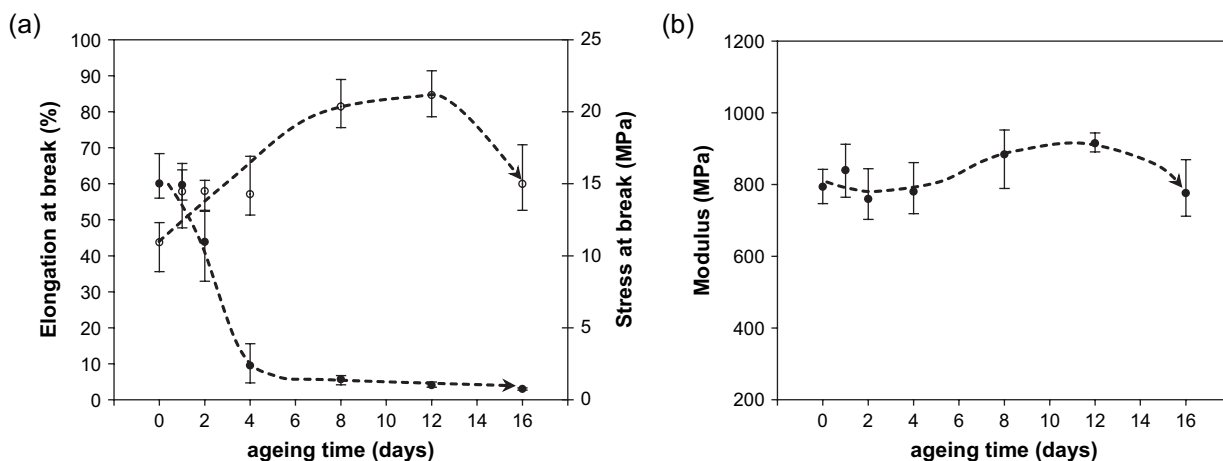 (a)
Elongation at break (%)
100
90
80
70
60
50
40
30
20
10
0
25
20
15
10
5
0
Stress at break (MPa)
0 2 4 6 8 10 12 14 16
ageing time (days)
(b)
Modulus (MPa)
1200
1000
800
600
400
200
0 2 4 6 8 10 12 14 16
ageing time (days)